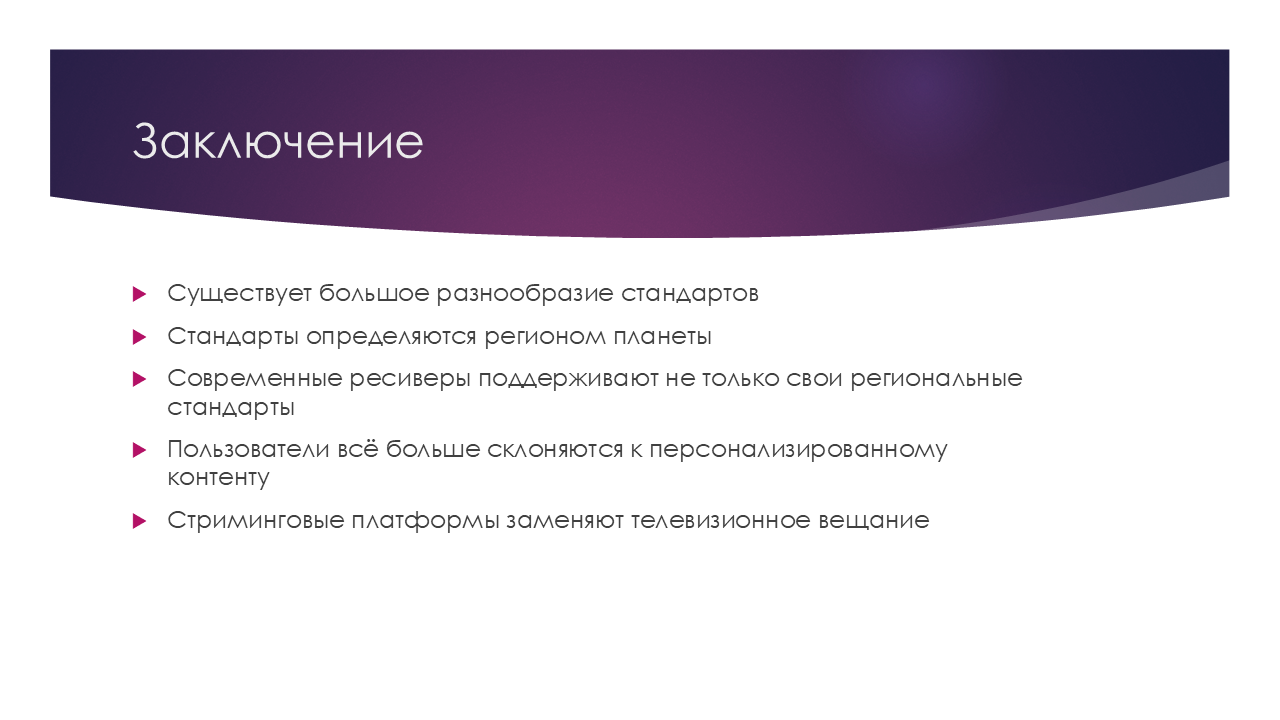 Заключение
Существует большое разнообразие стандартов
Стандарты определяются регионом планеты
Современные ресиверы поддерживают не только свои региональные
стандарты
Пользователи всё больше склоняются к персонализированному
контенту
Стриминговые платформы заменяют телевизионное вещание